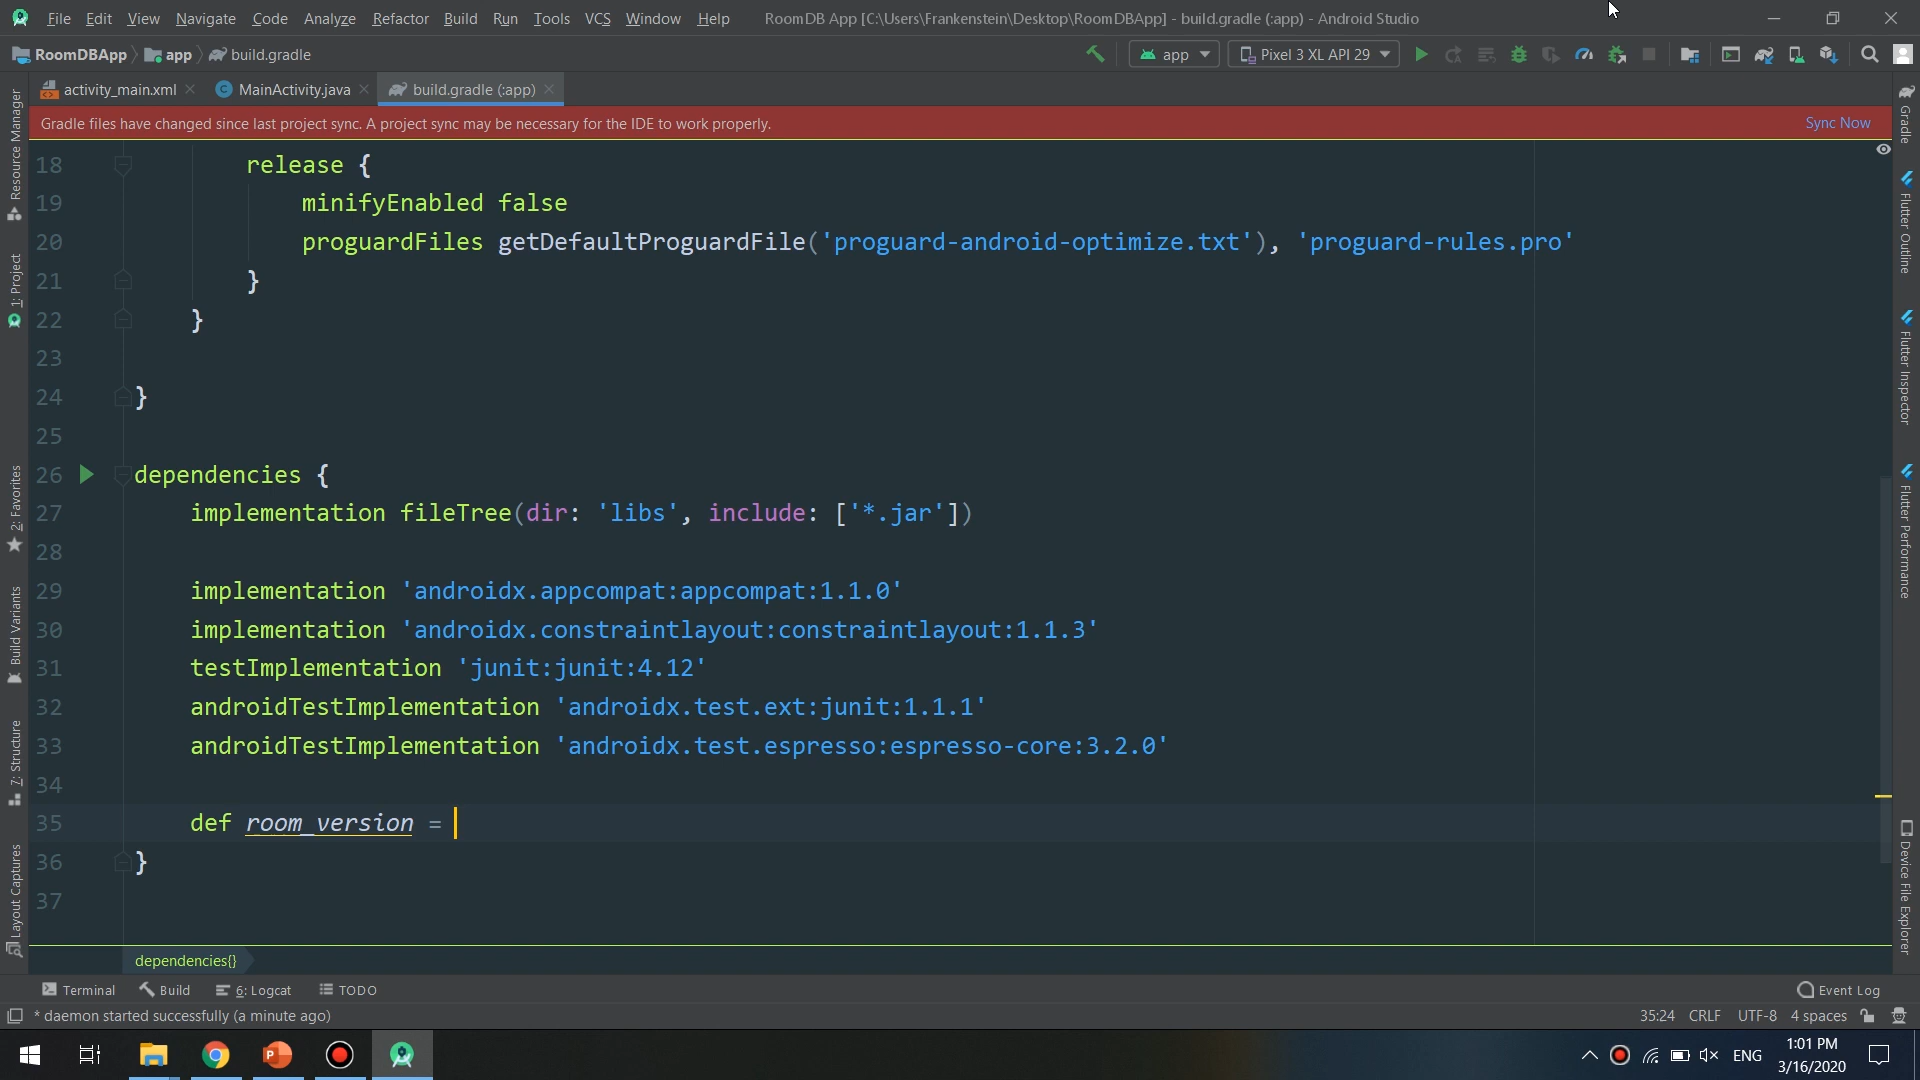 File Edit View Navigate Code Analyze Refactor Build Run Tools VCS Window Help RoomDB App [C:\Users\Frankenstein\Desktop\RoomDBApp] - build.gradle (:app) - Android Studio
RoomDBApp app build.gradle app Pixel 3 XL API 29
activity_main.xml MainActivity.java build.gradle (:app)
Gradle files have changed since last project sync. A project sync may be necessary for the IDE to work properly. Sync Now
18 release {
19 minifyEnabled false
20 proguardFiles getDefaultProguardFile('proguard-android-optimize.txt'), 'proguard-rules.pro'
21 }
22 }
23
24 }
25
26 dependencies {
27 implementation fileTree(dir: 'libs', include: ['*.jar'])
28
29 implementation 'androidx.appcompat:appcompat:1.1.0'
30 implementation 'androidx.constraintlayout:constraintlayout:1.1.3'
31 testImplementation 'junit:junit:4.12'
32 androidTestImplementation 'androidx.test.ext:junit:1.1.1'
33 androidTestImplementation 'androidx.test.espresso:espresso-core:3.2.0'
34
35 def room_version =
36 }
37
dependencies{}
Resource Manager
1: Project
2: Favorites
Build Variants
7: Structure
Layout Captures
Gradle
Flutter Outline
Flutter Inspector
Flutter Performance
Device File Explorer
Terminal Build 6: Logcat TODO Event Log
* daemon started successfully (a minute ago) 35:24 CRLF UTF-8 4 spaces
ENG 1:01 PM
3/16/2020